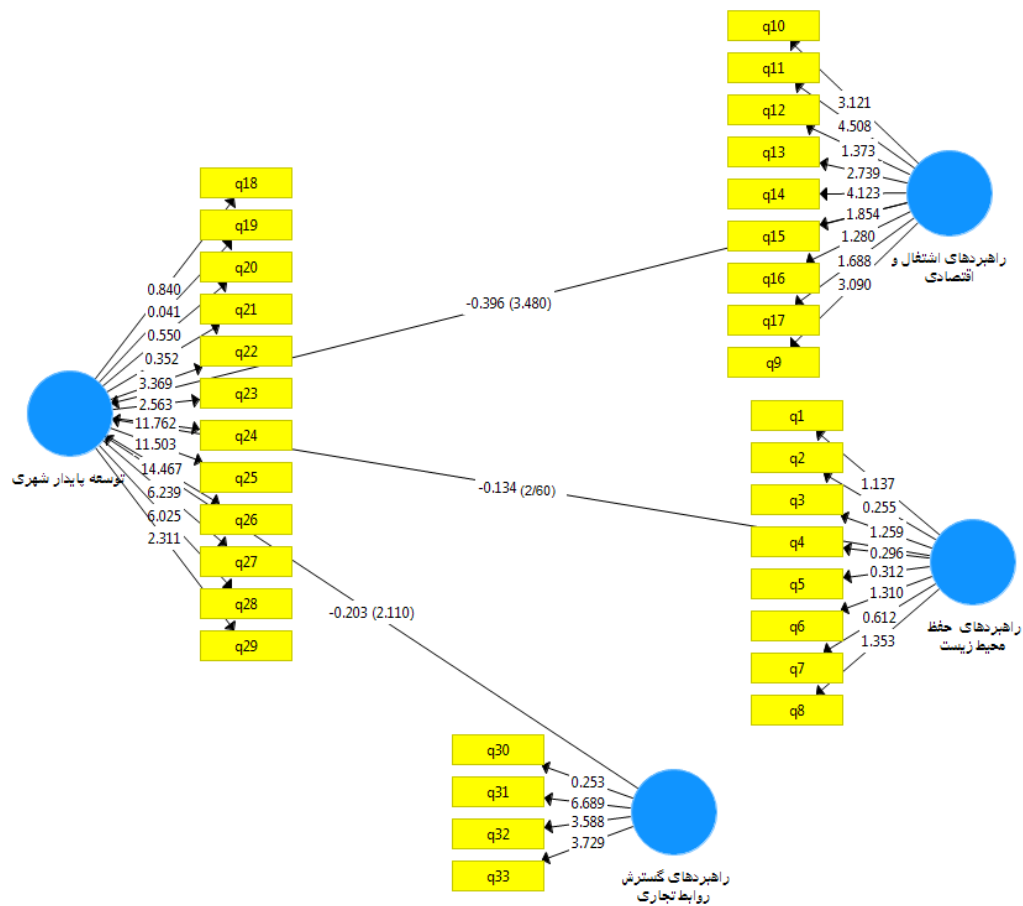 q10
q11
q12
q13
q14
q15
q16
q17
q9
3.121
4.508
1.373
2.739
4.123
1.854
1.280
1.688
3.090
راهبردهای اشتغال و
اقتصادی
q18
q19
q20
q21
q22
q23
q24
q25
q26
q27
q28
q29
0.840
0.041
0.550
0.352
3.369
2.563
11.762
11.503
14.467
6.239
6.025
2.311
توسعه پایدار شهری
-0.396 (3.480)
-0.134 (2/60)
-0.203 (2.110)
q1
q2
q3
q4
q5
q6
q7
q8
1.137
0.255
1.259
0.296
0.312
1.310
0.612
1.353
راهبردهای حفظ
محیط زیست
q30
q31
q32
q33
0.253
6.689
3.588
3.729
راهبردهای گسترش
روابط تجاری